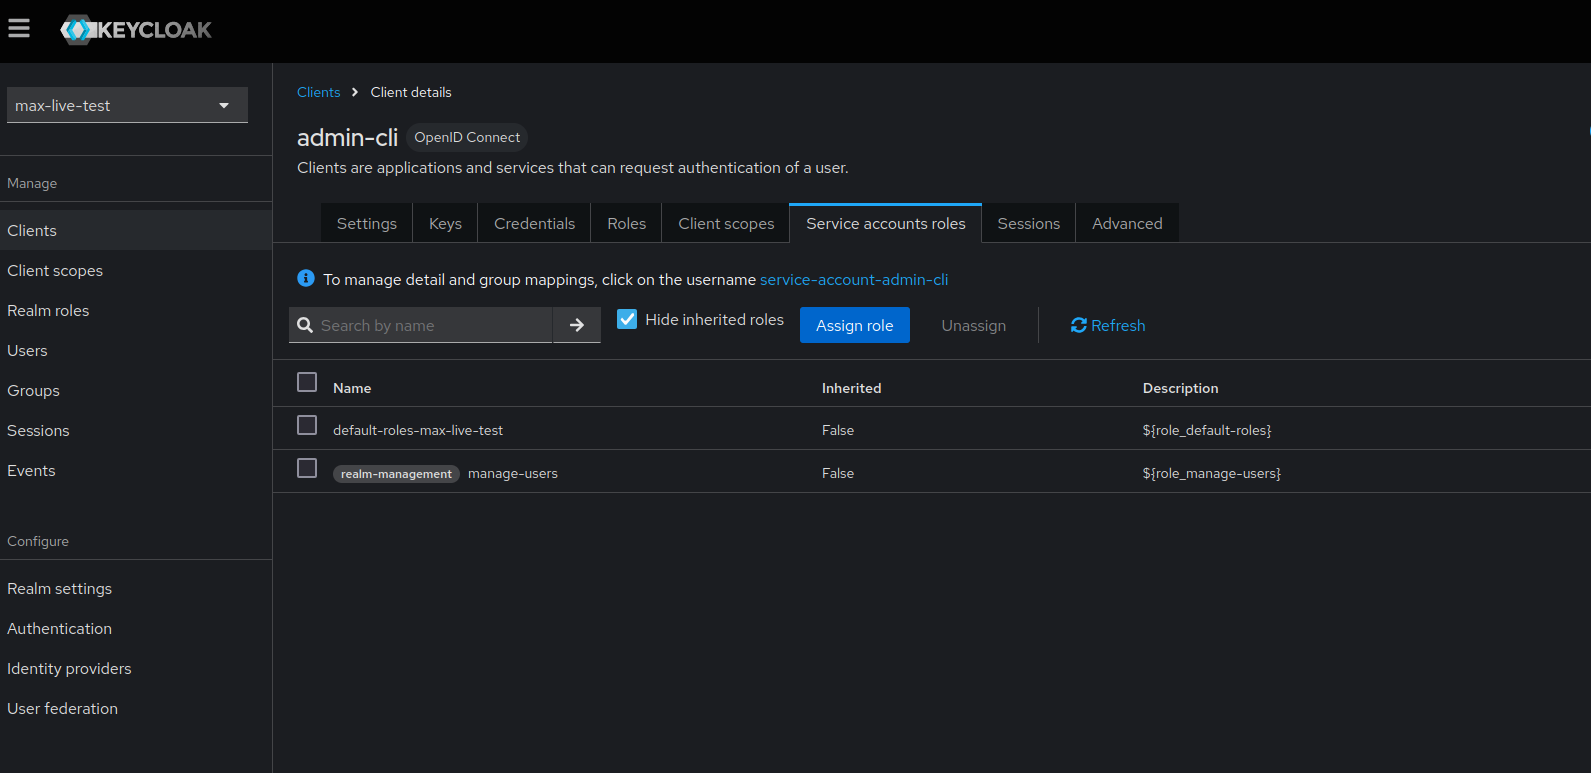 KEYCLOAK
max-live-test
Manage
Clients
Client scopes
Realm roles
Users
Groups
Sessions
Events
Configure
Realm settings
Authentication
Identity providers
User federation
Clients > Client details
admin-cli OpenID Connect
Clients are applications and services that can request authentication of a user.
Settings Keys Credentials Roles Client scopes Service accounts roles Sessions Advanced
To manage detail and group mappings, click on the username service-account-admin-cli
Search by name Hide inherited roles Assign role Unassign Refresh
Name Inherited Description
default-roles-max-live-test False ${role_default-roles}
realm-management manage-users False ${role_manage-users}